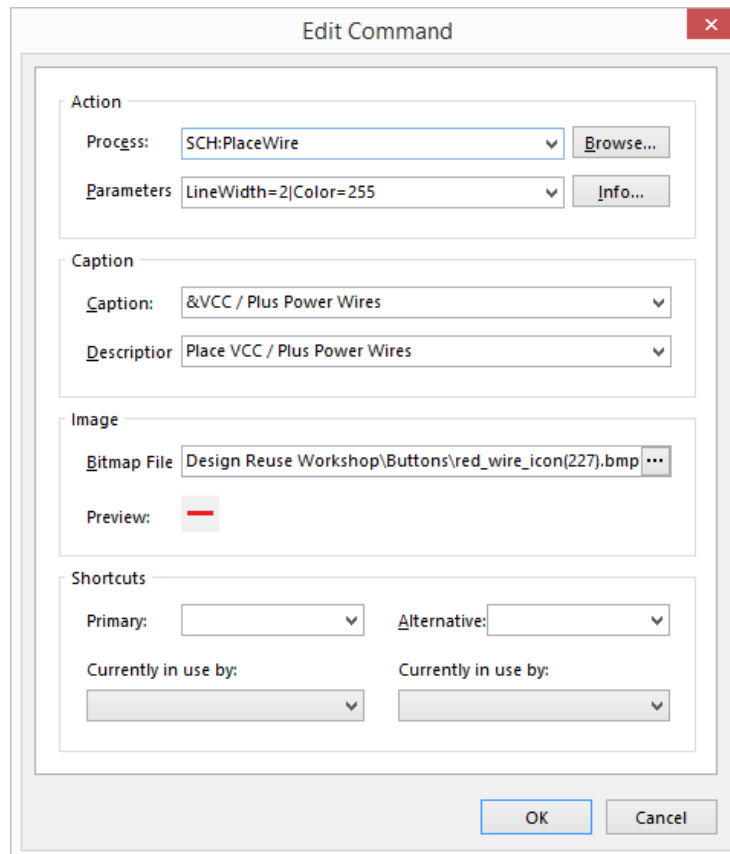 Edit Command
Action
Process: SCH:PlaceWire Browse...
Parameters LineWidth=2|Color=255 Info...
Caption
Caption: &VCC / Plus Power Wires
Descriptior Place VCC / Plus Power Wires
Image
Bitmap File Design Reuse Workshop\Buttons\red_wire_icon(227).bmp ...
Preview:
Shortcuts
Primary: Alternative:
Currently in use by: Currently in use by:
OK Cancel